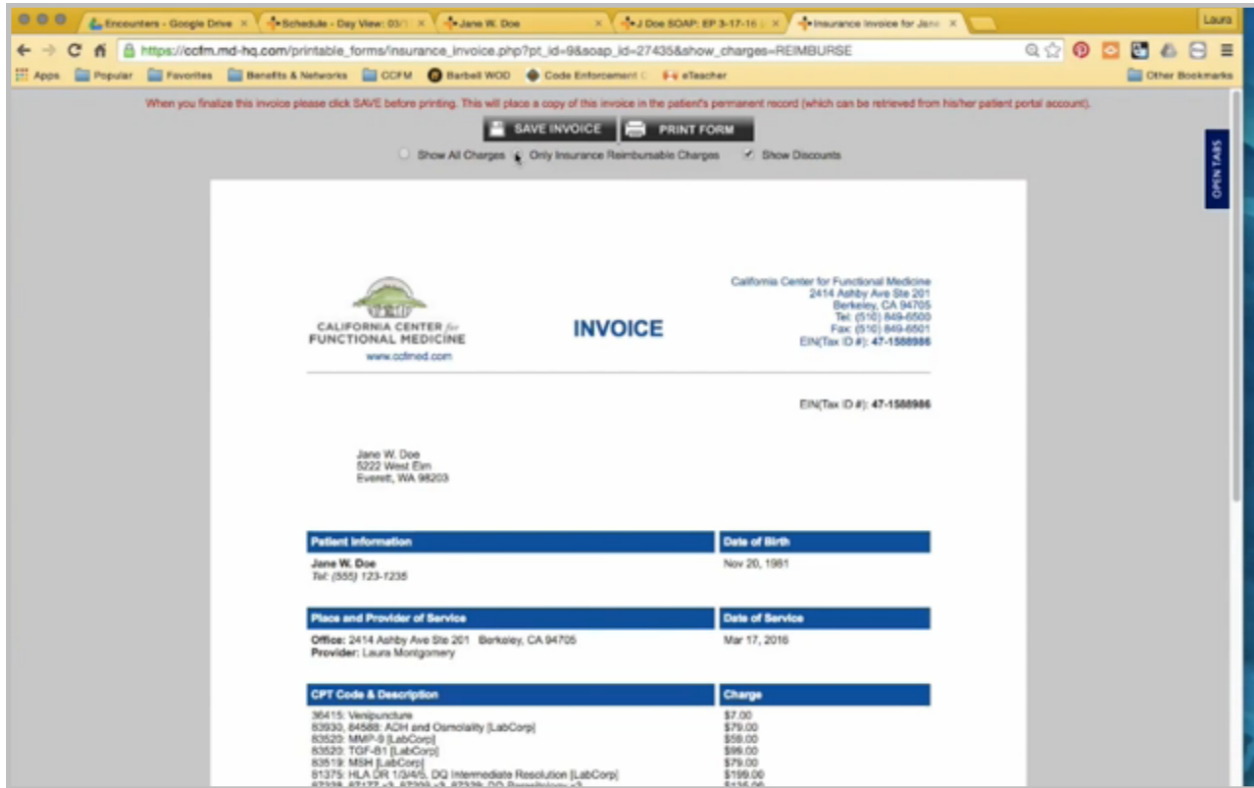 Encounters - Google Drive × Schedule - Day View: 03/1 × Jane W. Doe × J Doe SOAP: EP 3-17-16 × Insurance Invoice for Jane × Laura
https://ccfm.md-hq.com/printable_forms/insurance_invoice.php?pt_id=9&soap_id=27435&show_charges=REIMBURSE
Apps Popular Favorites Benefits & Networks CCFM Barbell WOD Code Enforcement eTeacher Other Bookmarks
When you finalize this invoice please click SAVE before printing. This will place a copy of this invoice in the patient's permanent record (which can be retrieved from his/her patient portal account).
SAVE INVOICE PRINT FORM
Show All Charges Only Insurance Reimbursable Charges Show Discounts
OPEN TABS
CALIFORNIA CENTER for
FUNCTIONAL MEDICINE
www.ccfmed.com
INVOICE
California Center for Functional Medicine
2414 Ashby Ave Ste 201
Berkeley, CA 94705
Tel: (510) 849-6500
Fax: (510) 849-6501
EIN(Tax ID #): 47-1588986
EIN(Tax ID #): 47-1588986
Jane W. Doe
5222 West Elm
Everett, WA 98203
Patient Information Date of Birth
Jane W. Doe Nov 20, 1981
Tel: (555) 123-1235
Place and Provider of Service Date of Service
Office: 2414 Ashby Ave Ste 201 Berkeley, CA 94705 Mar 17, 2016
Provider: Laura Montgomery
CPT Code & Description Charge
36415: Venipuncture $7.00
83930, 84588: ADH and Osmolality [LabCorp] $79.00
83520: MMP-9 [LabCorp] $59.00
83520: TGF-B1 [LabCorp] $99.00
83519: MSH [LabCorp] $79.00
81375: HLA DR 1/3/4/5, DQ Intermediate Resolution [LabCorp] $199.00